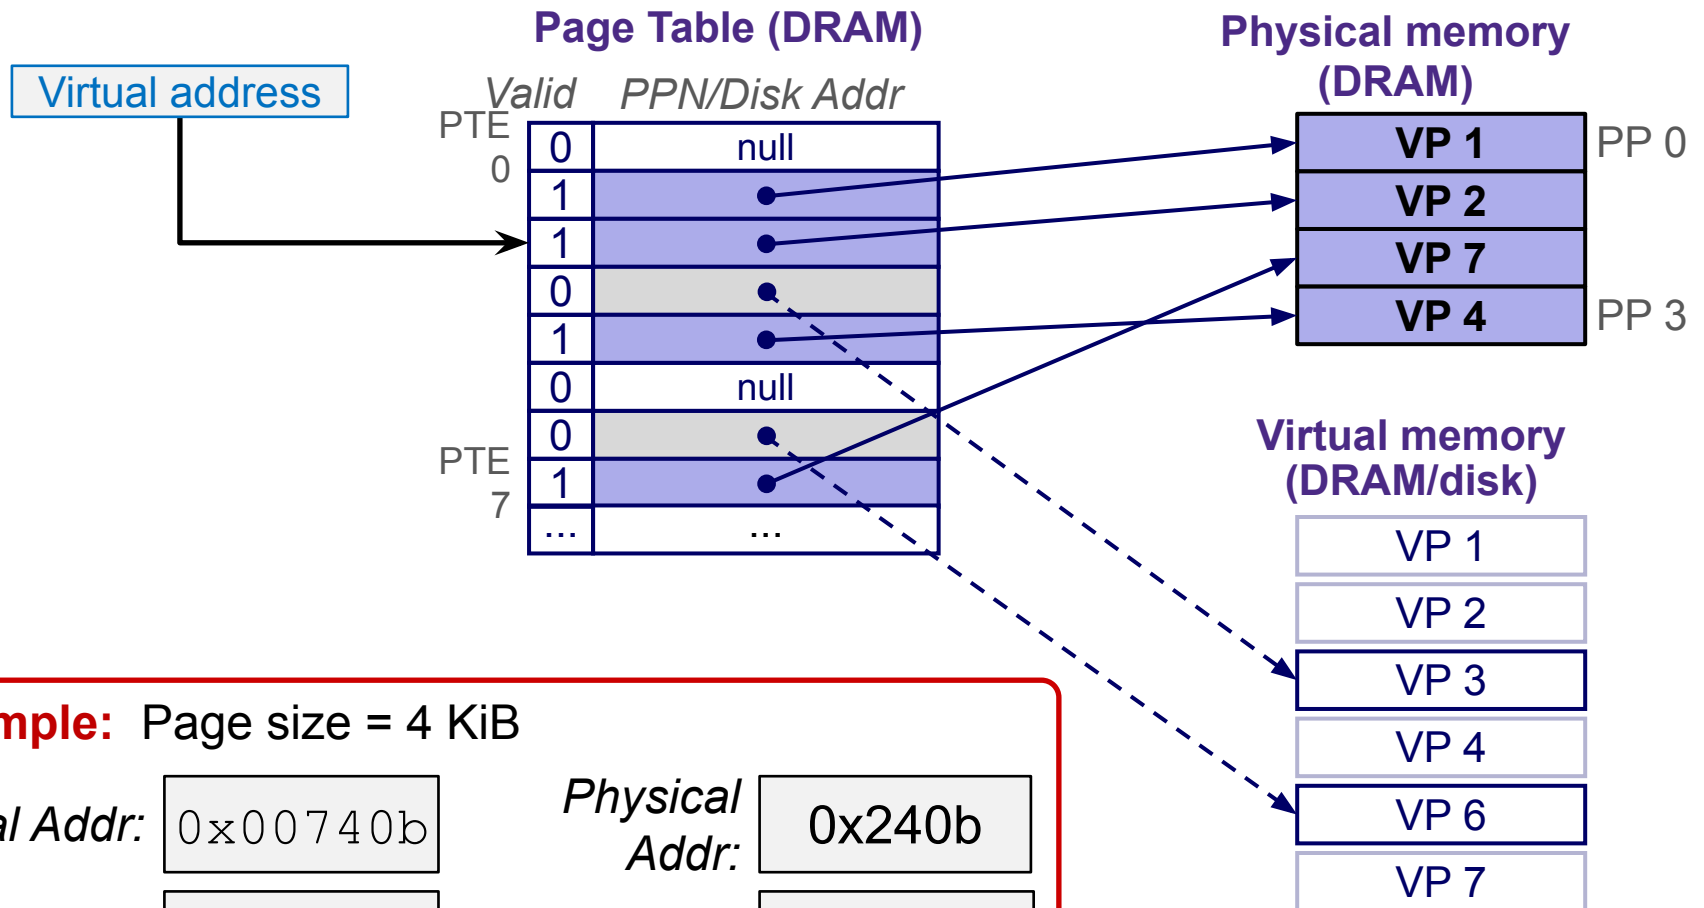 Page Table (DRAM)
Physical memory
(DRAM)
Virtual address
Valid PPN/Disk Addr
PTE
0
0 null
1
1
0
1
0 null
0
PTE
7
1
... ...
VP 1 PP 0
VP 2
VP 7
VP 4 PP 3
Virtual memory
(DRAM/disk)
VP 1
VP 2
VP 3
VP 4
VP 6
VP 7
mple: Page size = 4 KiB
al Addr: 0x00740b
Physical
Addr: 0x240b